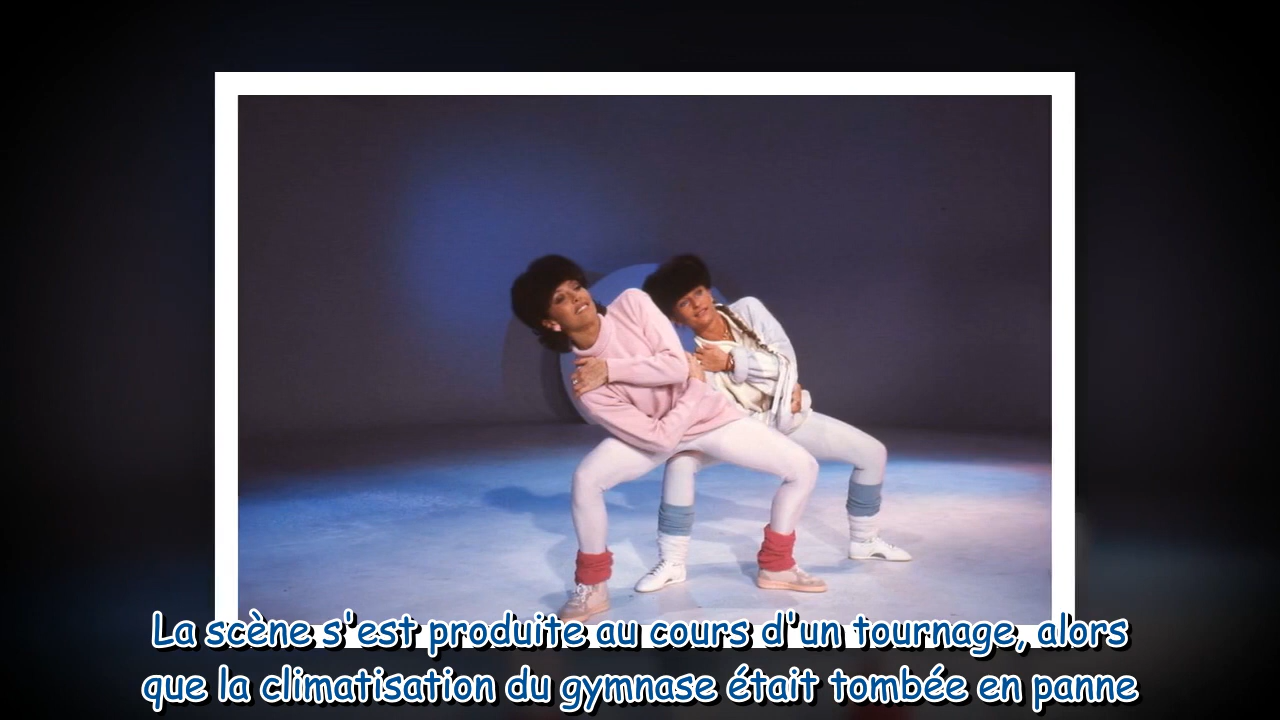 La scène s'est produite au cours d'un tournage, alors
que la climatisation du gymnase était tombée en panne